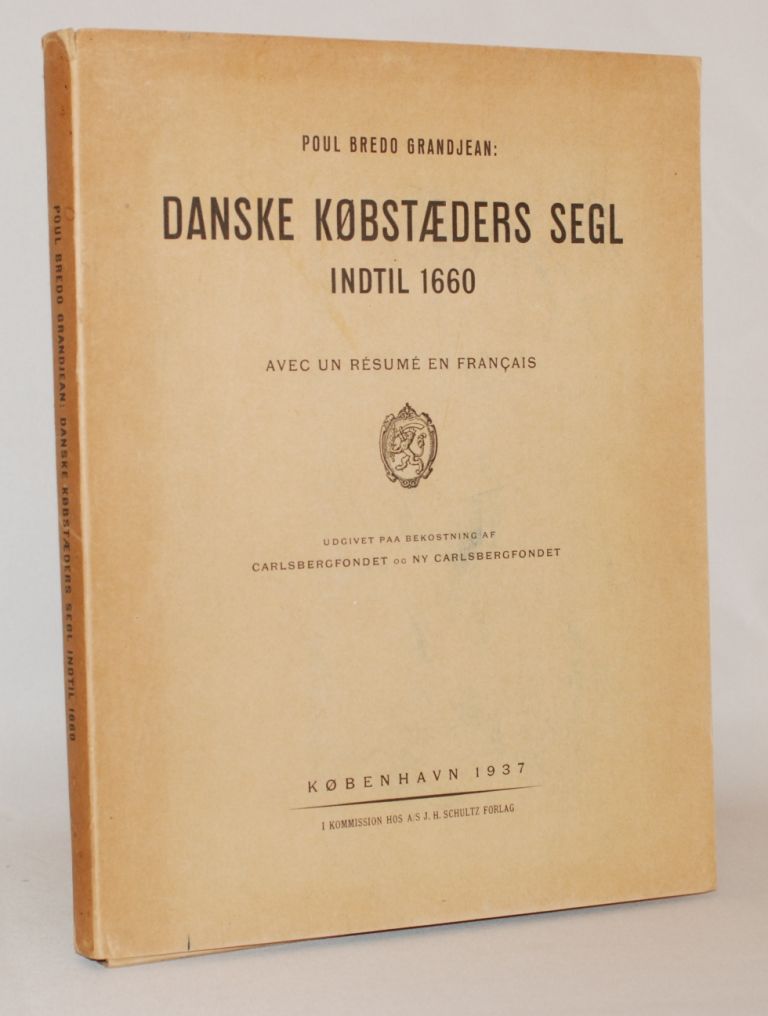 POUL BREDO GRANDJEAN:
DANSKE KØBSTÆDERS SEGL
INDTIL 1660
AVEC UN RÉSUMÉ EN FRANÇAIS
UDGIVET PAA BEKOSTNING AF
CARLSBERGFONDET OG NY CARLSBERGFONDET
KØBENHAVN 1937
I KOMMISSION HOS A/S J. H. SCHULTZ FORLAG
POUL BREDO GRANDJEAN: DANSKE KØBSTÆDERS SEGL INDTIL 1660